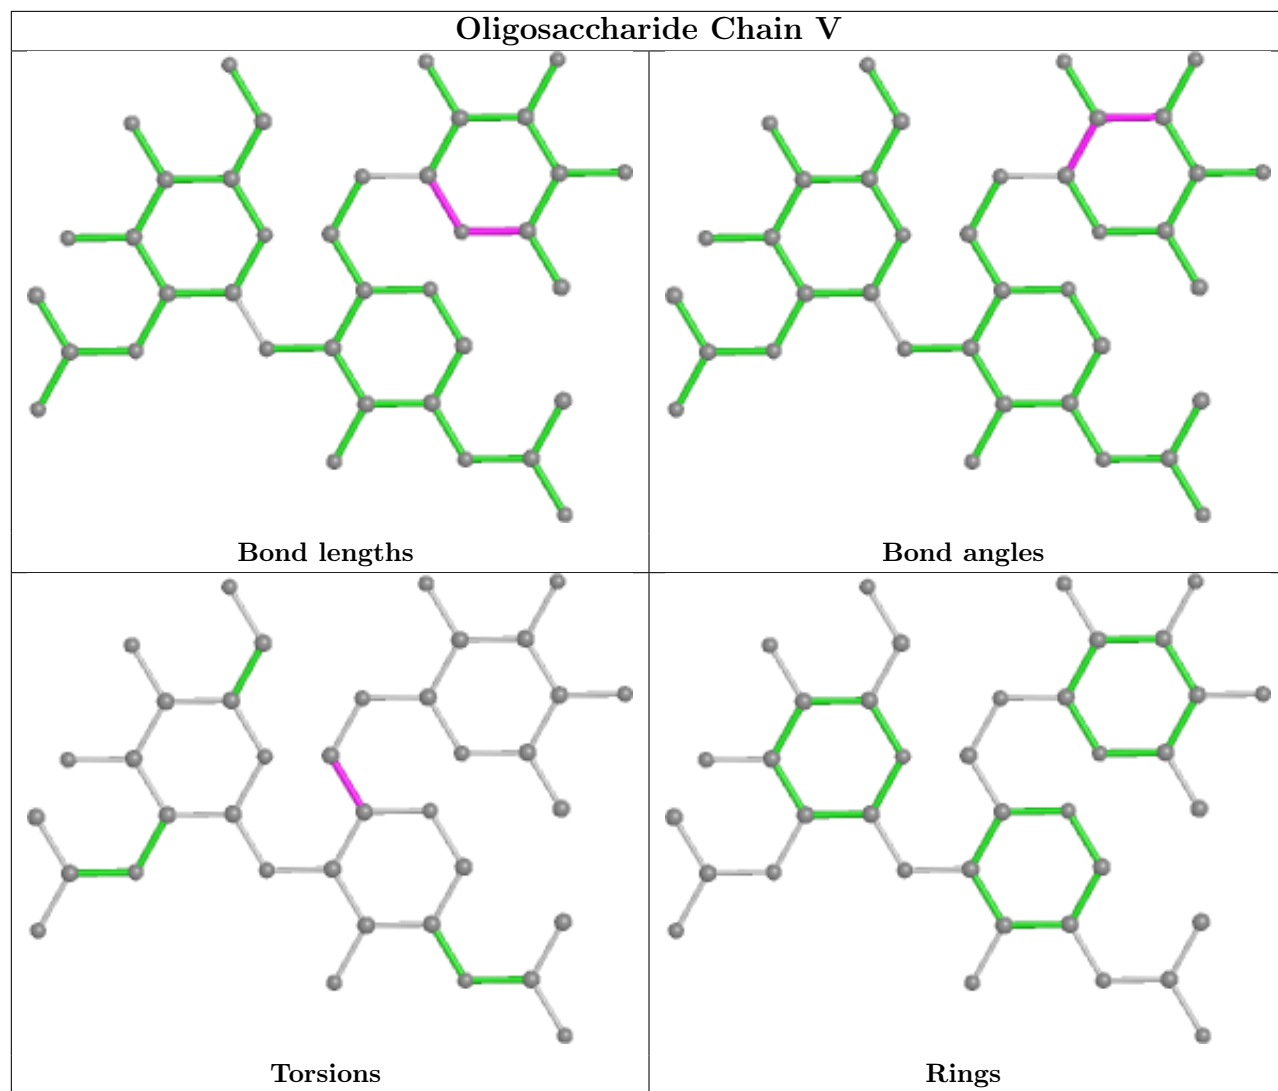 Oligosaccharide Chain V
Bond lengths
Bond angles
Torsions
Rings